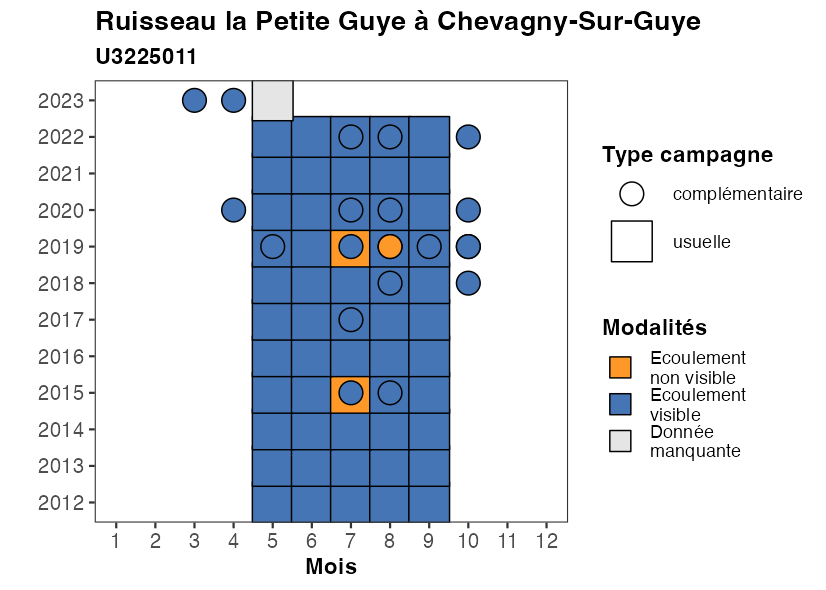 Ruisseau la Petite Guye à Chevagny-Sur-Guye
U3225011
2023
2022
2021
2020
2019
2018
2017
2016
2015
2014
2013
2012
1 2 3 4 5 6 7 8 9 10 11 12
Mois
Type campagne
complémentaire
usuelle
Modalités
Ecoulement
non visible
Ecoulement
visible
Donnée
manquante